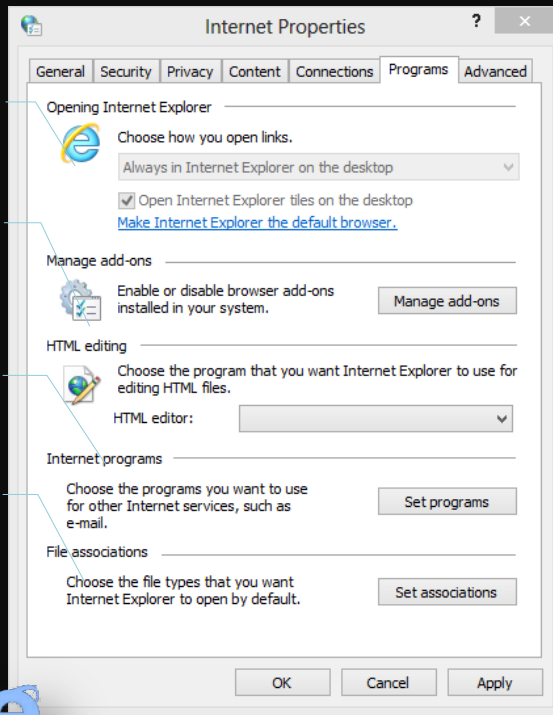 Internet Properties
?
×
General Security Privacy Content Connections Programs Advanced
Opening Internet Explorer
Choose how you open links.
Always in Internet Explorer on the desktop
Open Internet Explorer tiles on the desktop
Make Internet Explorer the default browser.
Manage add-ons
Enable or disable browser add-ons
installed in your system.
Manage add-ons
HTML editing
Choose the program that you want Internet Explorer to use for
editing HTML files.
HTML editor:
Internet programs
Choose the programs you want to use
for other Internet services, such as
e-mail.
Set programs
File associations
Choose the file types that you want
Internet Explorer to open by default.
Set associations
OK Cancel Apply